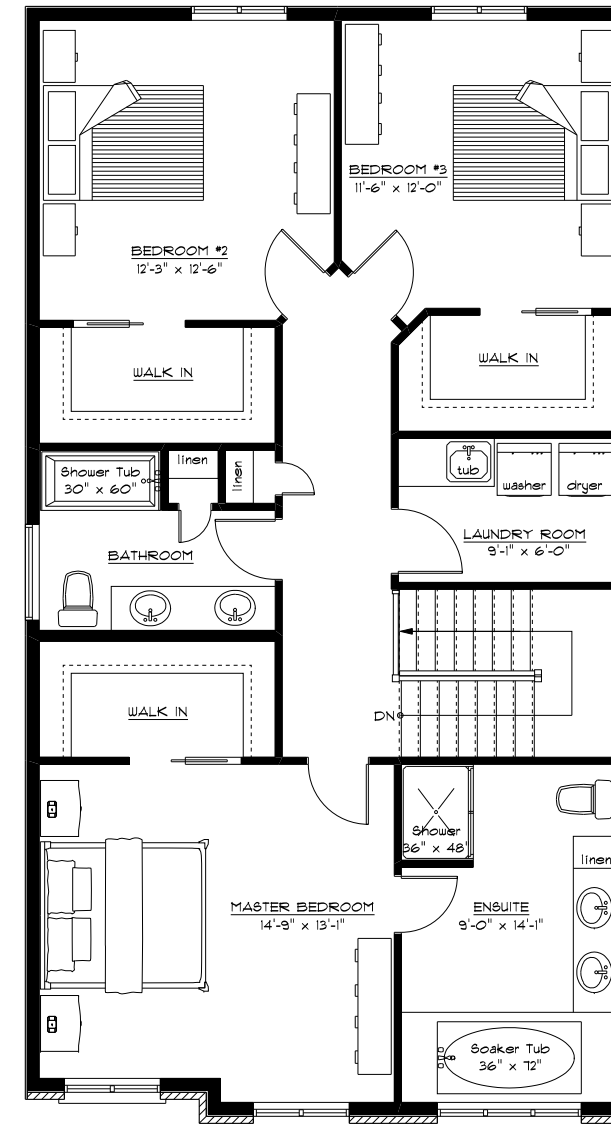 BEDROOM #3
11'-6" x 12'-0"
BEDROOM #2
12'-3" x 12'-6"
WALK IN
WALK IN
linen
linen
Shower Tub
30" x 60"
tub
washer
dryer
LAUNDRY ROOM
9'-1" x 6'-0"
BATHROOM
WALK IN
DN
Shower
36" x 48"
linen
MASTER BEDROOM
14'-9" x 13'-1"
ENSUITE
9'-0" x 14'-1"
Soaker Tub
36" x 72"